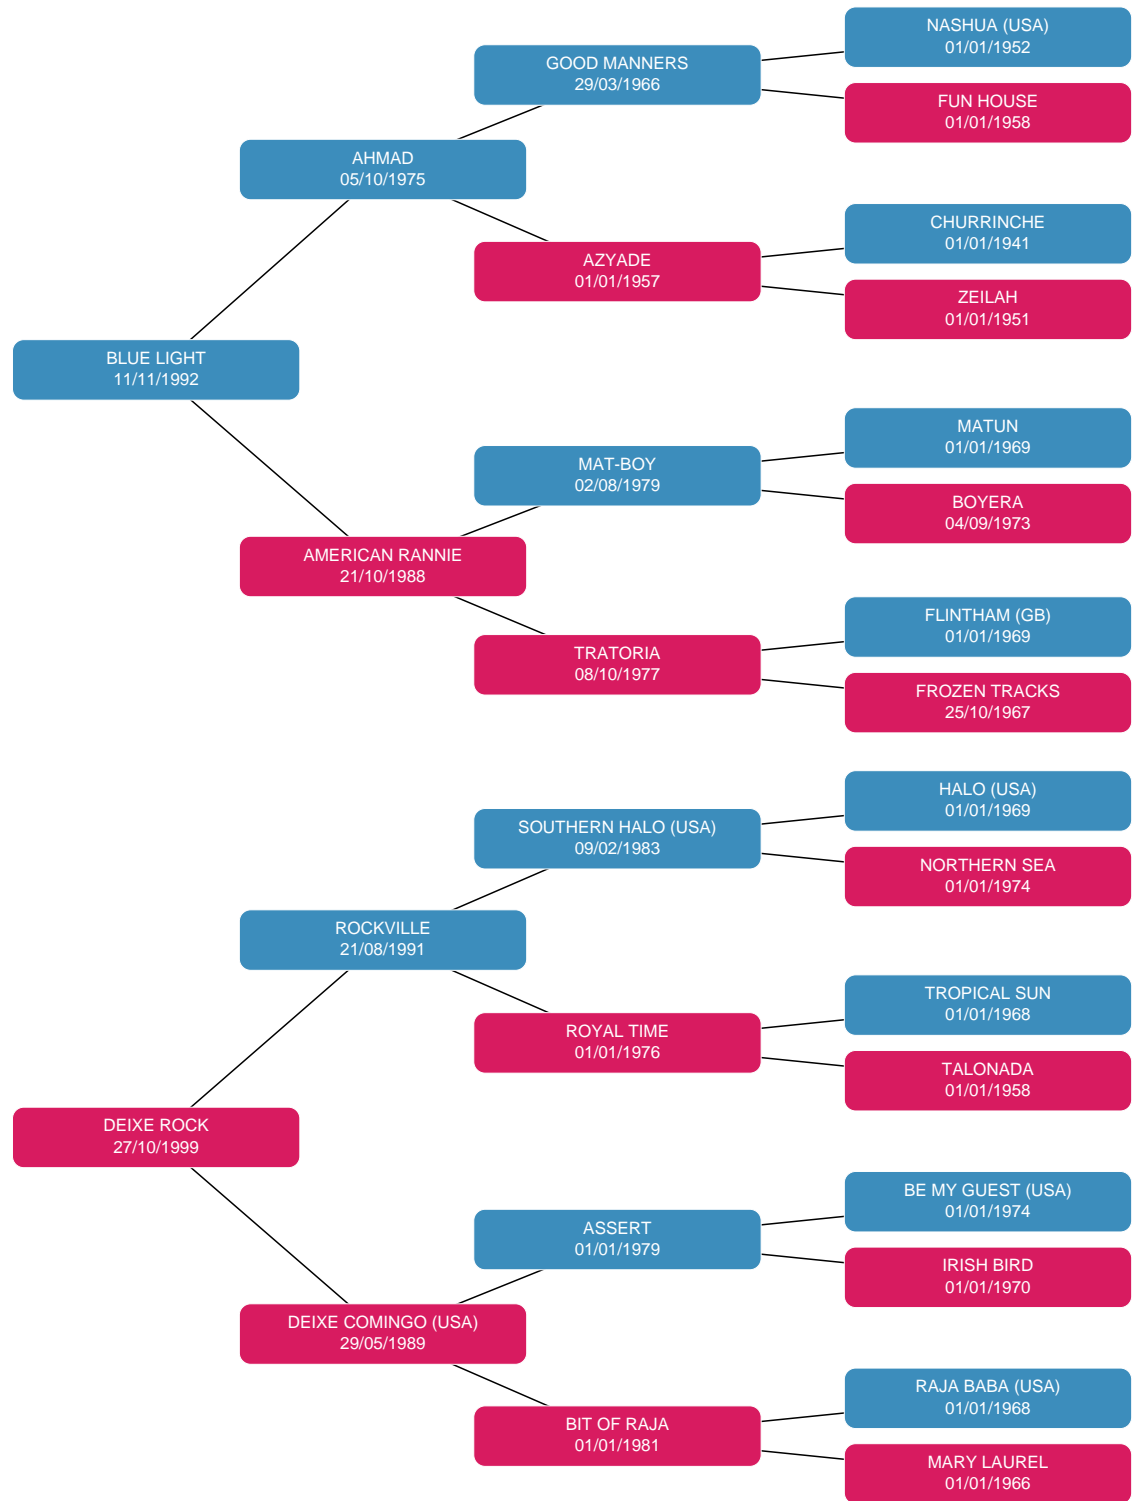 NASHUA (USA)
01/01/1952
GOOD MANNERS
29/03/1966
FUN HOUSE
01/01/1958
AHMAD
05/10/1975
CHURRINCHE
01/01/1941
AZYADE
01/01/1957
ZEILAH
01/01/1951
BLUE LIGHT
11/11/1992
MATUN
01/01/1969
MAT-BOY
02/08/1979
BOYERA
04/09/1973
AMERICAN RANNIE
21/10/1988
FLINTHAM (GB)
01/01/1969
TRATORIA
08/10/1977
FROZEN TRACKS
25/10/1967
HALO (USA)
01/01/1969
SOUTHERN HALO (USA)
09/02/1983
NORTHERN SEA
01/01/1974
ROCKVILLE
21/08/1991
TROPICAL SUN
01/01/1968
ROYAL TIME
01/01/1976
TALONADA
01/01/1958
DEIXE ROCK
27/10/1999
BE MY GUEST (USA)
01/01/1974
ASSERT
01/01/1979
IRISH BIRD
01/01/1970
DEIXE COMINGO (USA)
29/05/1989
RAJA BABA (USA)
01/01/1968
BIT OF RAJA
01/01/1981
MARY LAUREL
01/01/1966